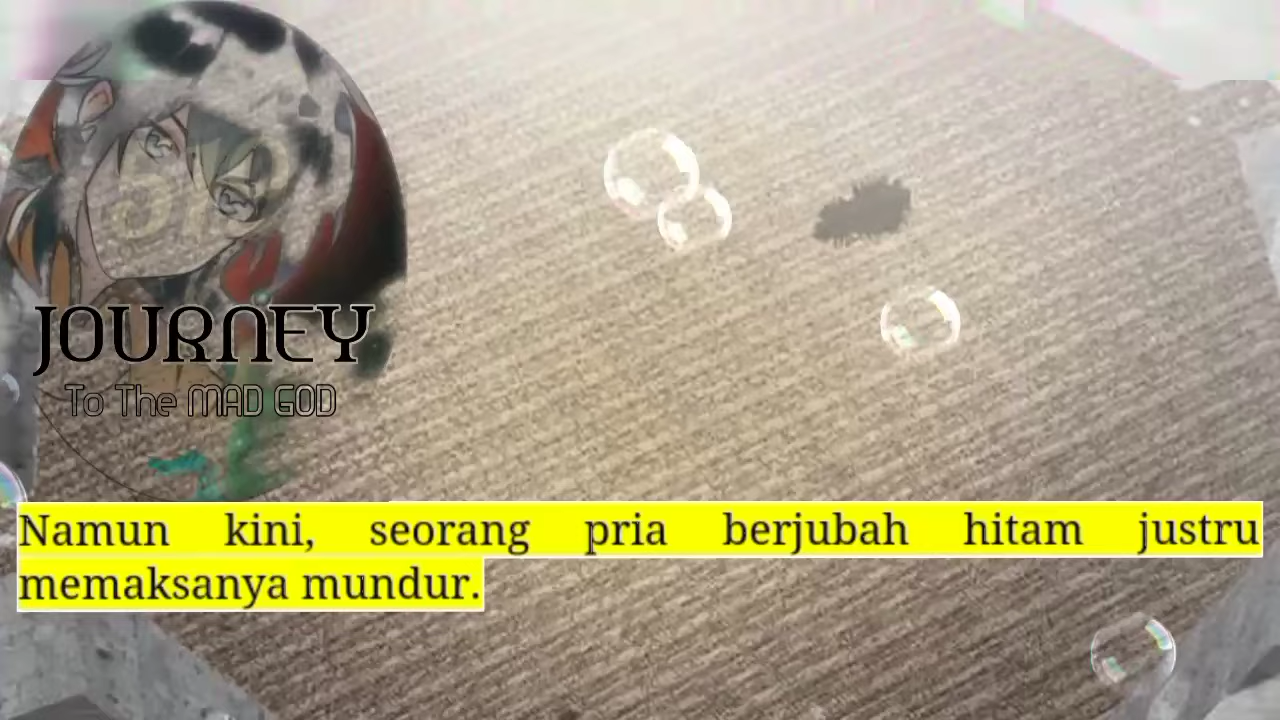 JOURNEY
To The MAD GOD
Namun kini, seorang pria berjubah hitam justru
memaksanya mundur.